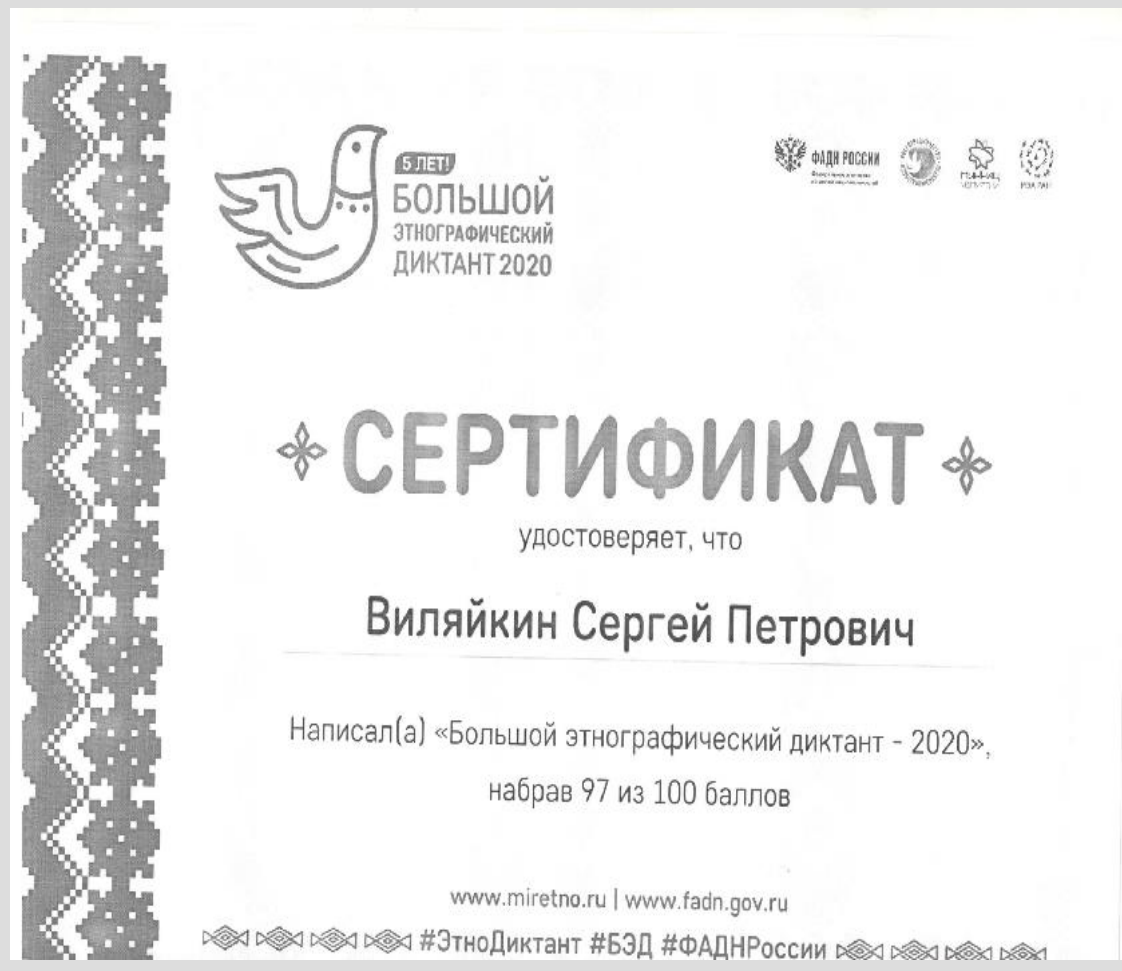 5 ЛЕТ!
БОЛЬШОЙ
ЭТНОГРАФИЧЕСКИЙ
ДИКТАНТ 2020
ФАДН РОССИИ
СЕРТИФИКАТ
удостоверяет, что
Виляйкин Сергей Петрович
Написал(а) «Большой этнографический диктант - 2020»,
набрав 97 из 100 баллов
www.miretno.ru | www.fadn.gov.ru
#ЭтноДиктант #БЭД #ФАДНРоссии